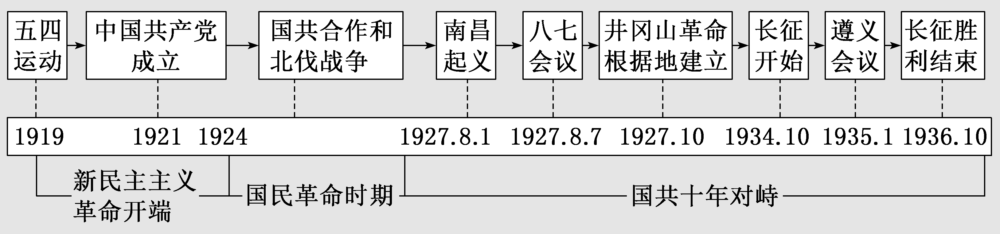 五四
运动
中国共产党
成立
国共合作和
北伐战争
南昌
起义
八七
会议
井冈山革命
根据地建立
长征
开始
遵义
会议
长征胜
利结束
1919 1921 1924 1927.8.1 1927.8.7 1927.10 1934.10 1935.1 1936.10
新民主主义
革命开端
国民革命时期
国共十年对峙